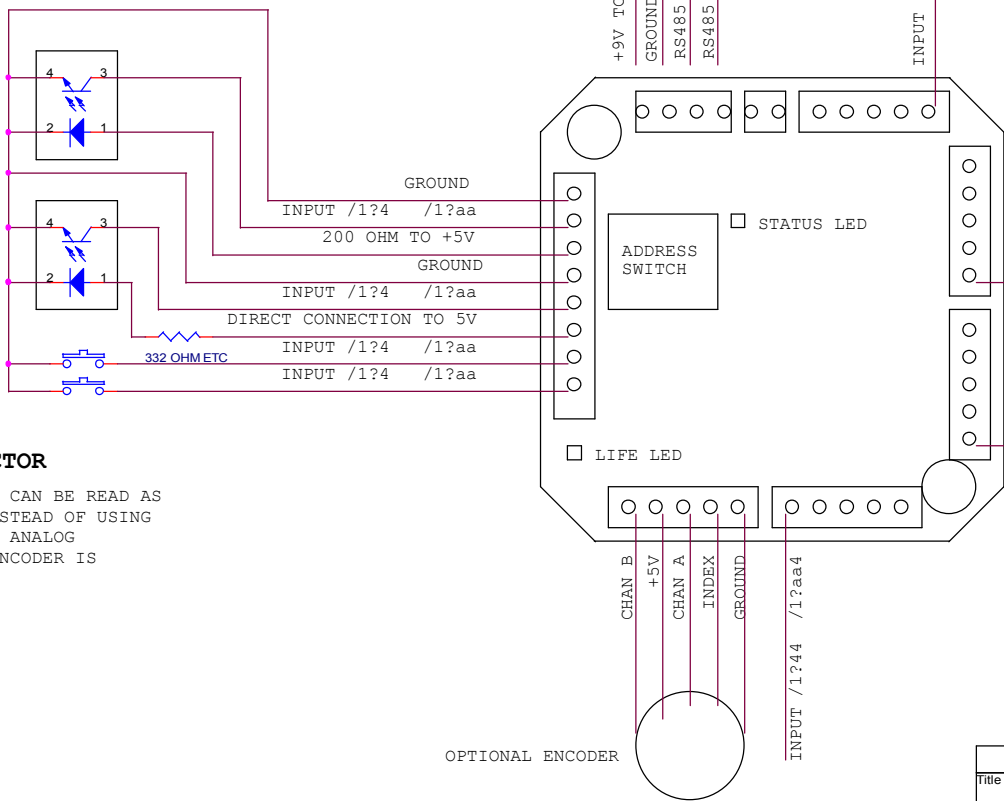 +9V TO
GROUND
RS485
RS485
INPUT
4 3
2 1
GROUND
INPUT /1?4 /1?aa
200 OHM TO +5V
GROUND
4 3
INPUT /1?4 /1?aa
2 1
DIRECT CONNECTION TO 5V
332 OHM ETC
INPUT /1?4 /1?aa
INPUT /1?4 /1?aa
ADDRESS
SWITCH
STATUS LED
LIFE LED
CTOR
CAN BE READ AS
STEAD OF USING
ANALOG
NCODER IS
CHAN B
+5V
CHAN A
INDEX
GROUND
INPUT /1?44 /1?aa4
OPTIONAL ENCODER
Title